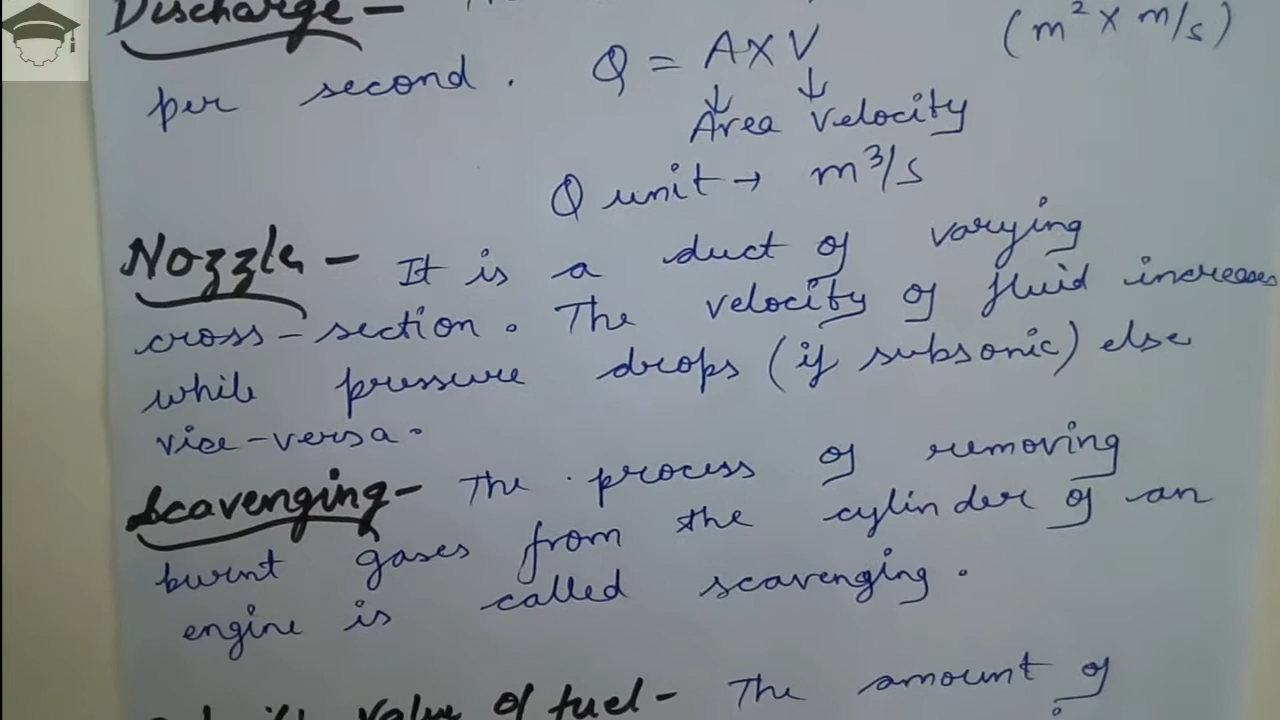 Discharge –
per second. Q = A X V (m² x m/s)
Area Velocity
Q unit → m³/s
Nozzle – It is a duct of varying
cross-section. The velocity of fluid increases
while pressure drops (if subsonic) else
vice-versa.
Scavenging – The process of removing
burnt gases from the cylinder of an
engine is called scavenging.
Value of fuel – The amount of